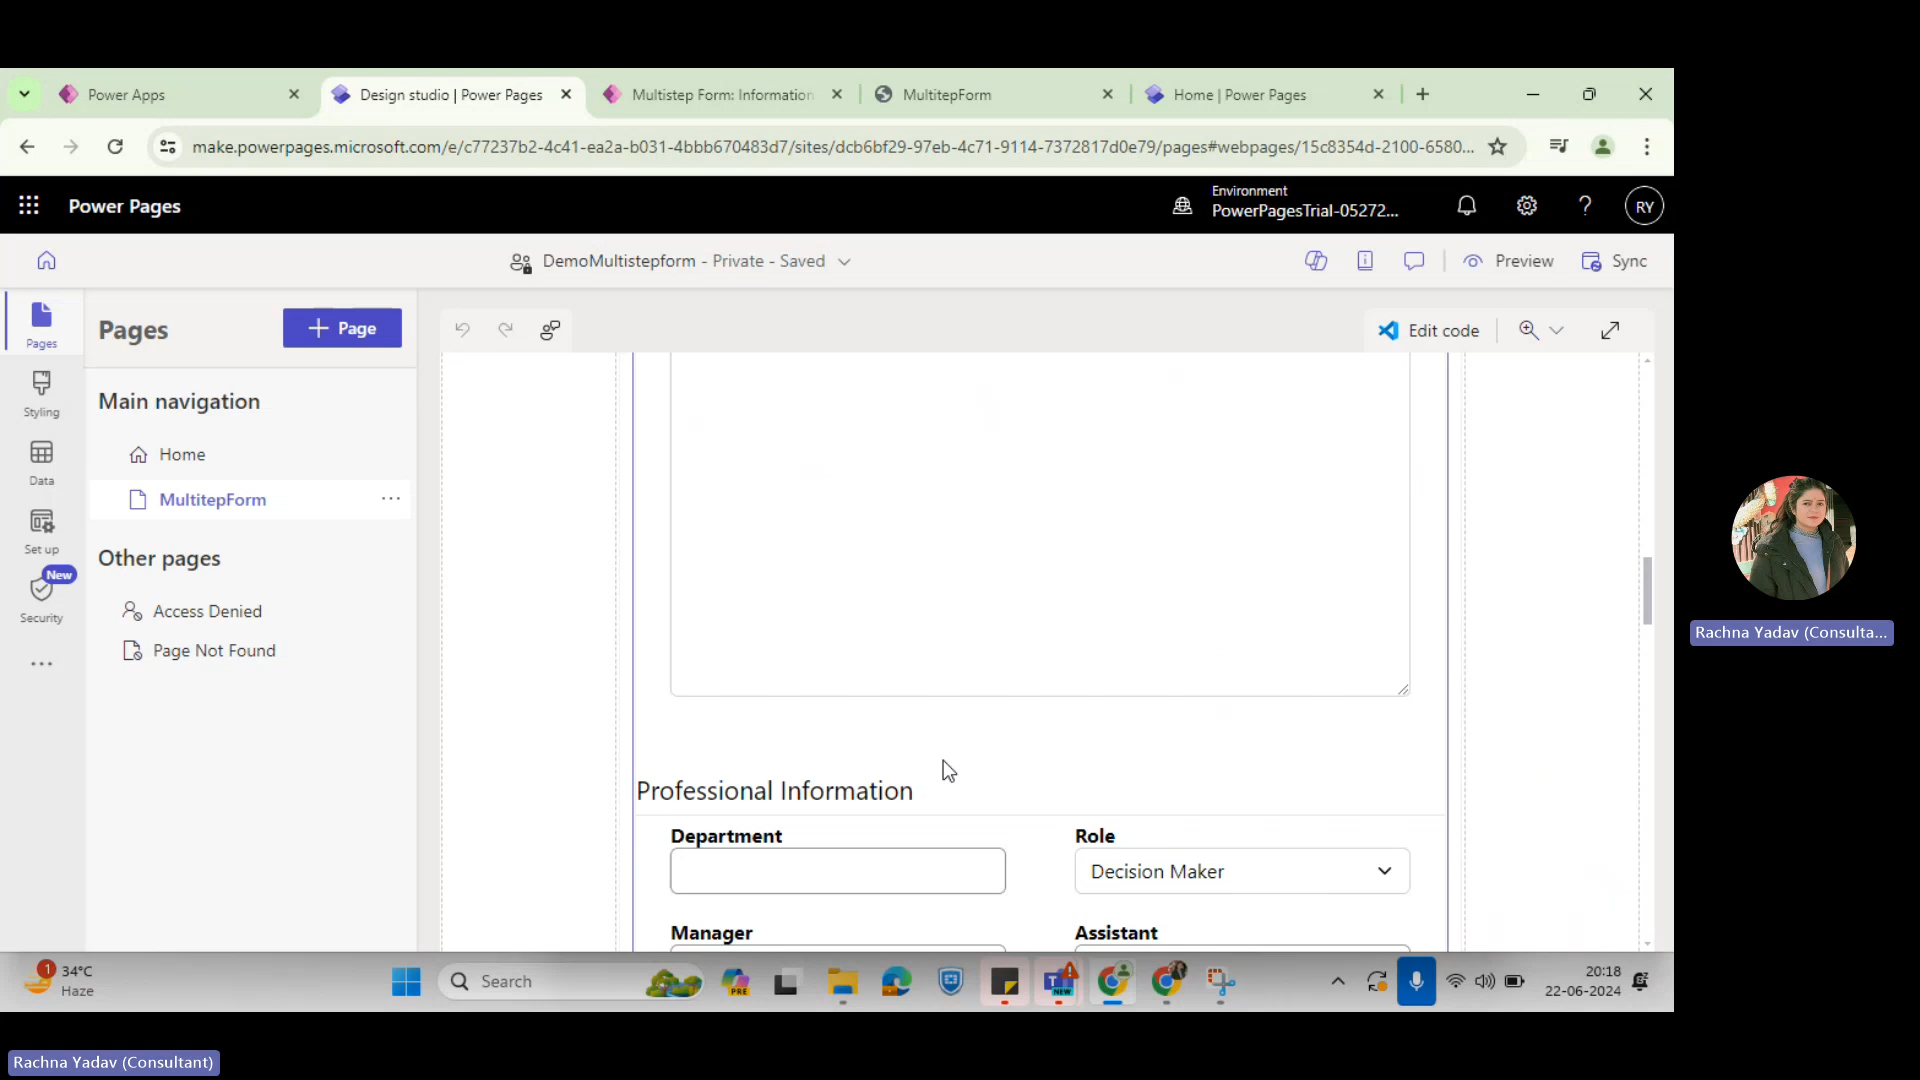 Power Apps
Design studio | Power Pages
Multistep Form: Information
MultitepForm
Home | Power Pages
make.powerpages.microsoft.com/e/c77237b2-4c41-ea2a-b031-4bbb670483d7/sites/dcb6bf29-97eb-4c71-9114-7372817d0e79/pages#webpages/15c8354d-2100-6580...
Power Pages
Environment
PowerPagesTrial-05272...
RY
DemoMultistepform - Private - Saved
Preview
Sync
Pages
Styling
Data
Set up
New
Security
Pages
Page
Main navigation
Home
MultitepForm
Other pages
Access Denied
Page Not Found
Edit code
Professional Information
Department
Role
Decision Maker
Manager
Assistant
Rachna Yadav (Consulta...
1
34°C
Haze
Search
PRE
NEW
20:18
22-06-2024
Rachna Yadav (Consultant)